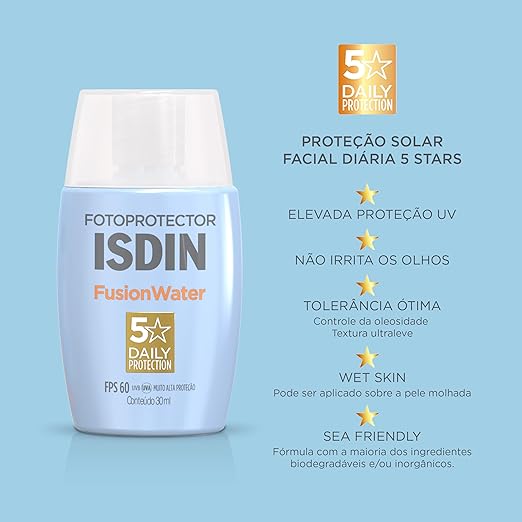 FOTOPROTECTOR
ISDIN
FusionWater
5
DAILY
PROTECTION
FPS 60 UVB UVA MUITO ALTA PROTEÇÃO
Conteúdo 30ml
5
DAILY
PROTECTION
PROTEÇÃO SOLAR
FACIAL DIÁRIA 5 STARS
ELEVADA PROTEÇÃO UV
NÃO IRRITA OS OLHOS
TOLERÂNCIA ÓTIMA
Controle da oleosidade
Textura ultraleve
WET SKIN
Pode ser aplicado sobre a pele molhada
SEA FRIENDLY
Fórmula com a maioria dos ingredientes
biodegradáveis e/ou inorgânicos.